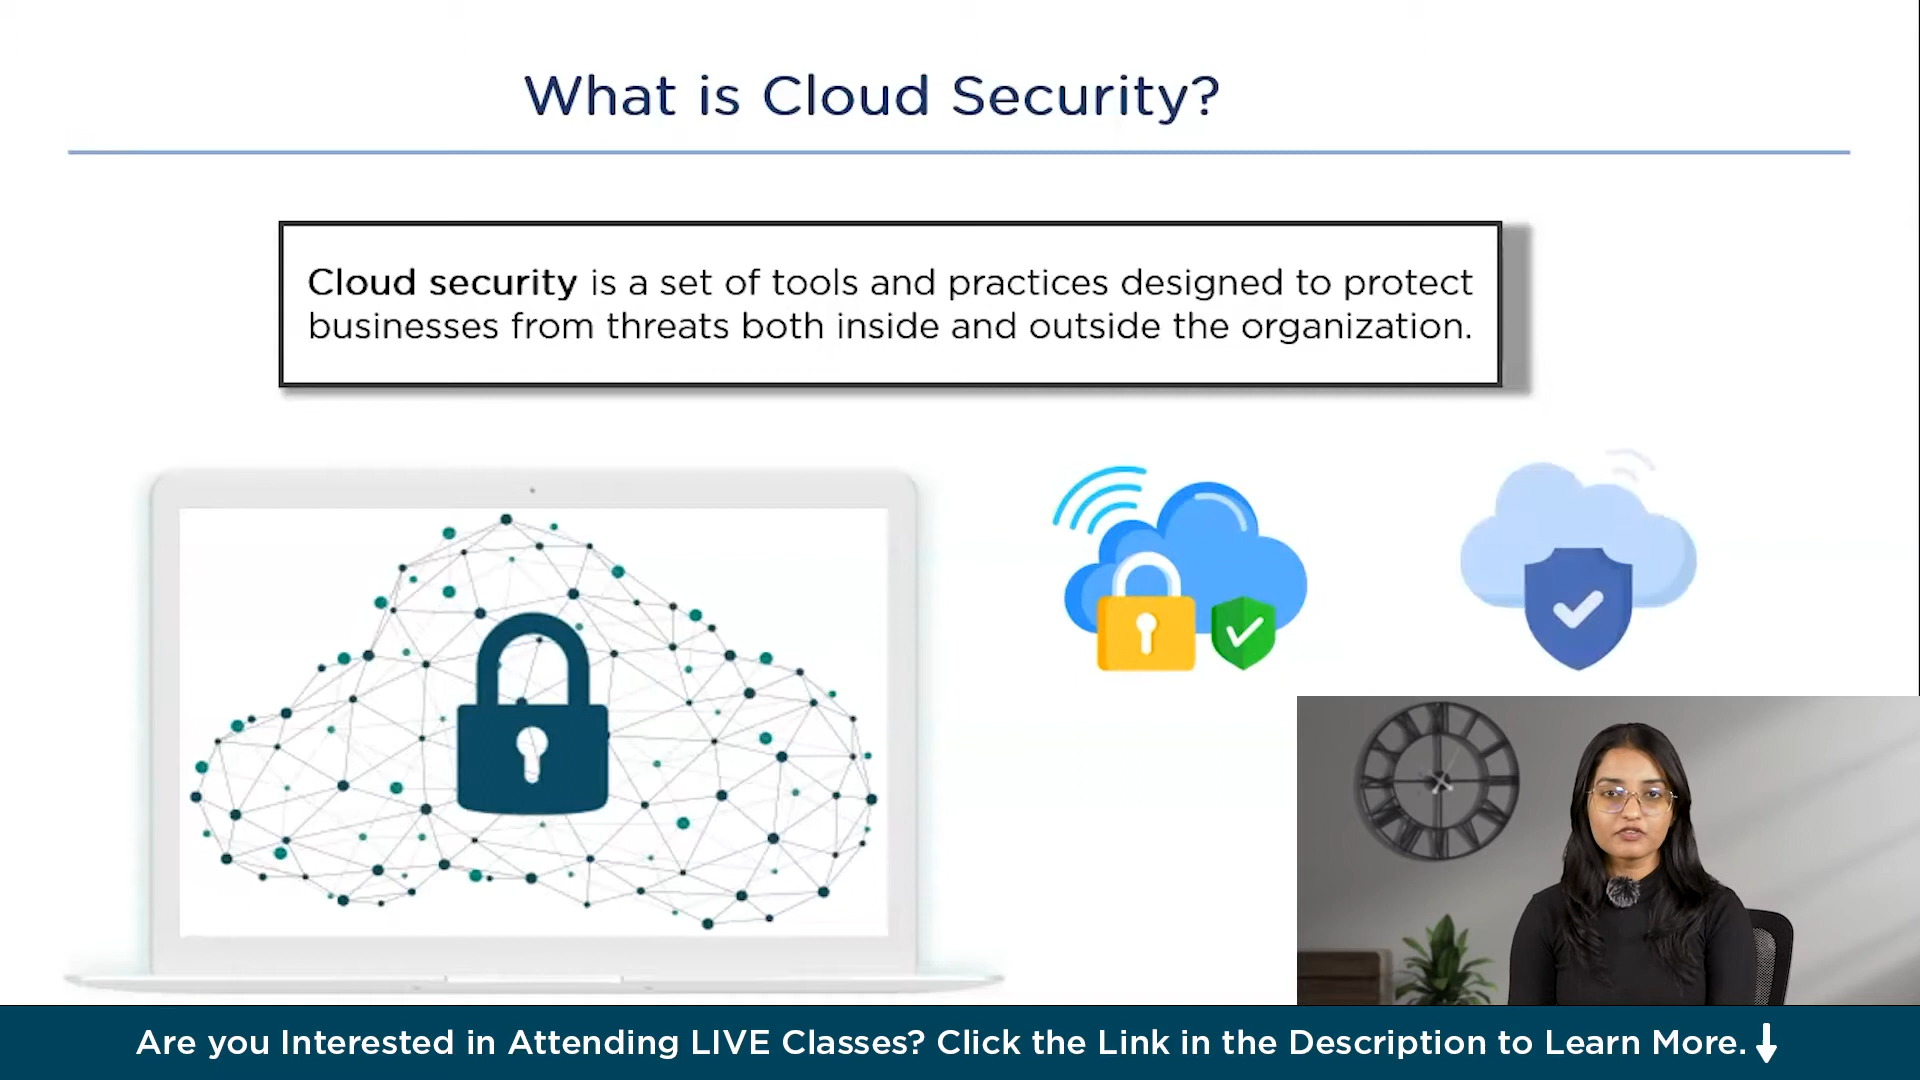 What is Cloud Security?
Cloud security is a set of tools and practices designed to protect
businesses from threats both inside and outside the organization.
Are you Interested in Attending LIVE Classes? Click the Link in the Description to Learn More.